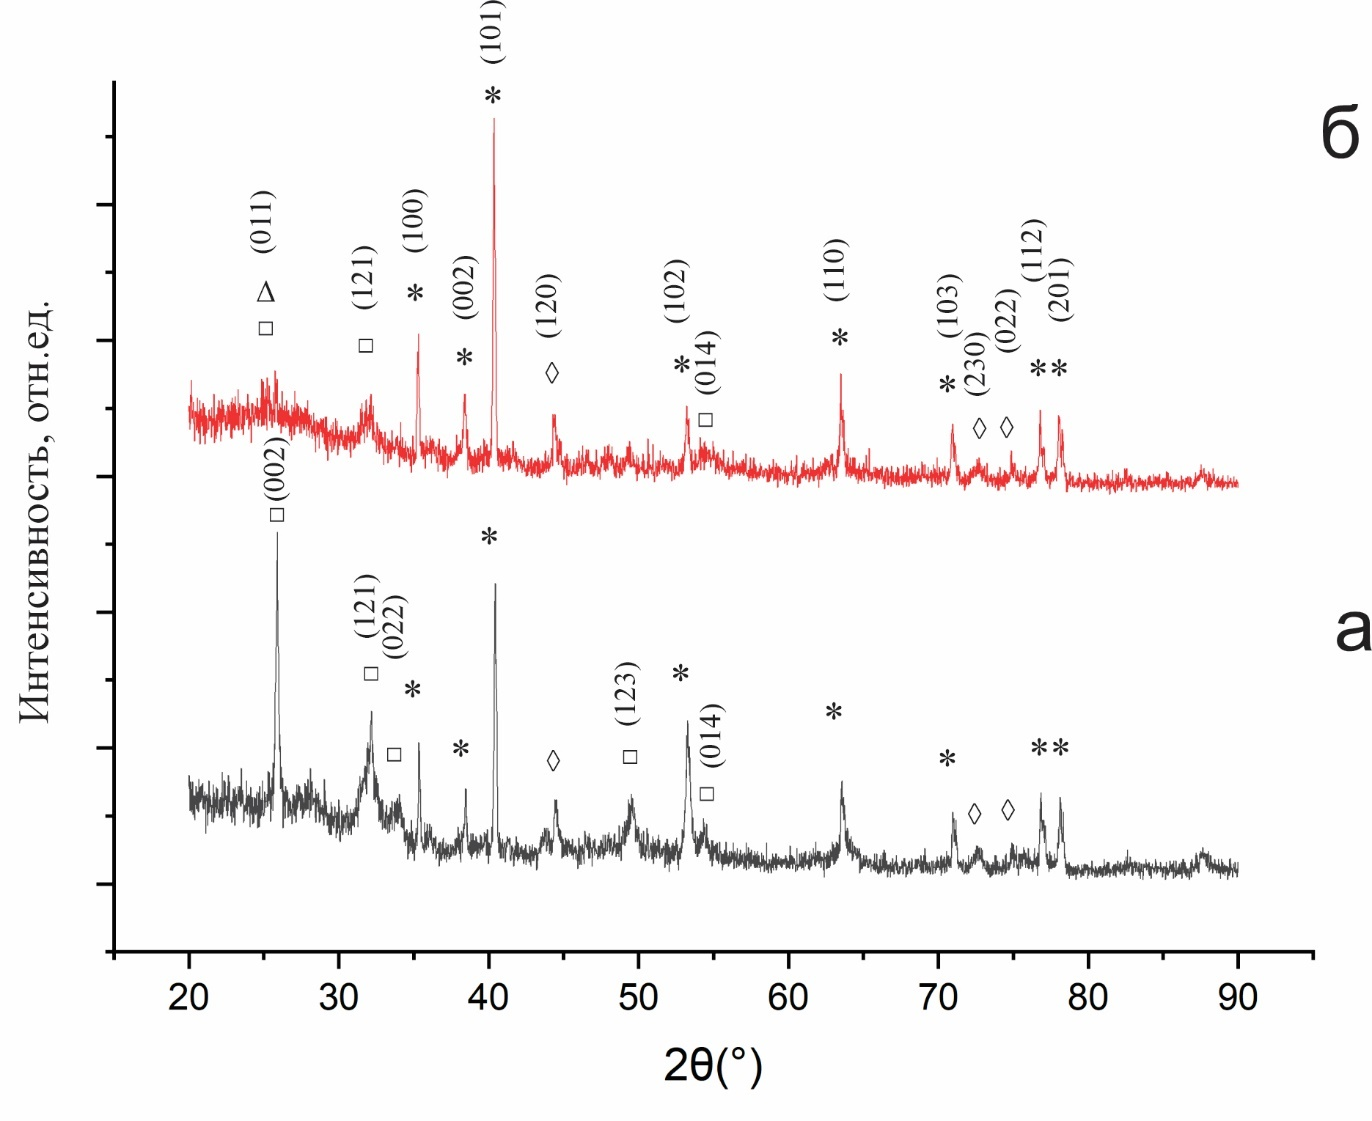 (101)
б
(011)
(100)
(112)
(110)
(121)
(002)
(102)
(201)
(120)
(103)
(022)
(014)
(230)
Δ
□ □ * * * ◇ * □ * * ◇ ◇ * *
(002)
□
*
(121)
(022)
а
(123)
(014)
□ □ * * * ◇ □ * □ * * ◇ ◇ * *
Интенсивность, отн.ед.
20 30 40 50 60 70 80 90
2θ(°)